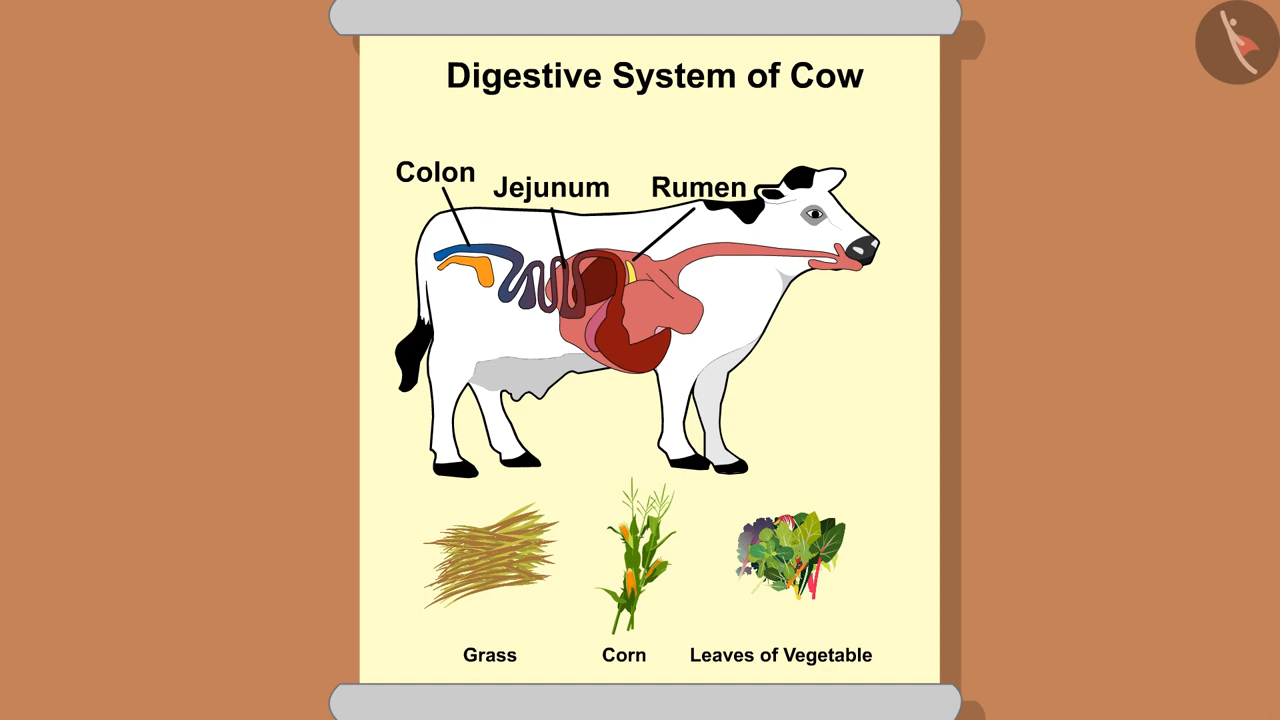 Digestive System of Cow
Colon
Jejunum
Rumen
Grass
Corn
Leaves of Vegetable